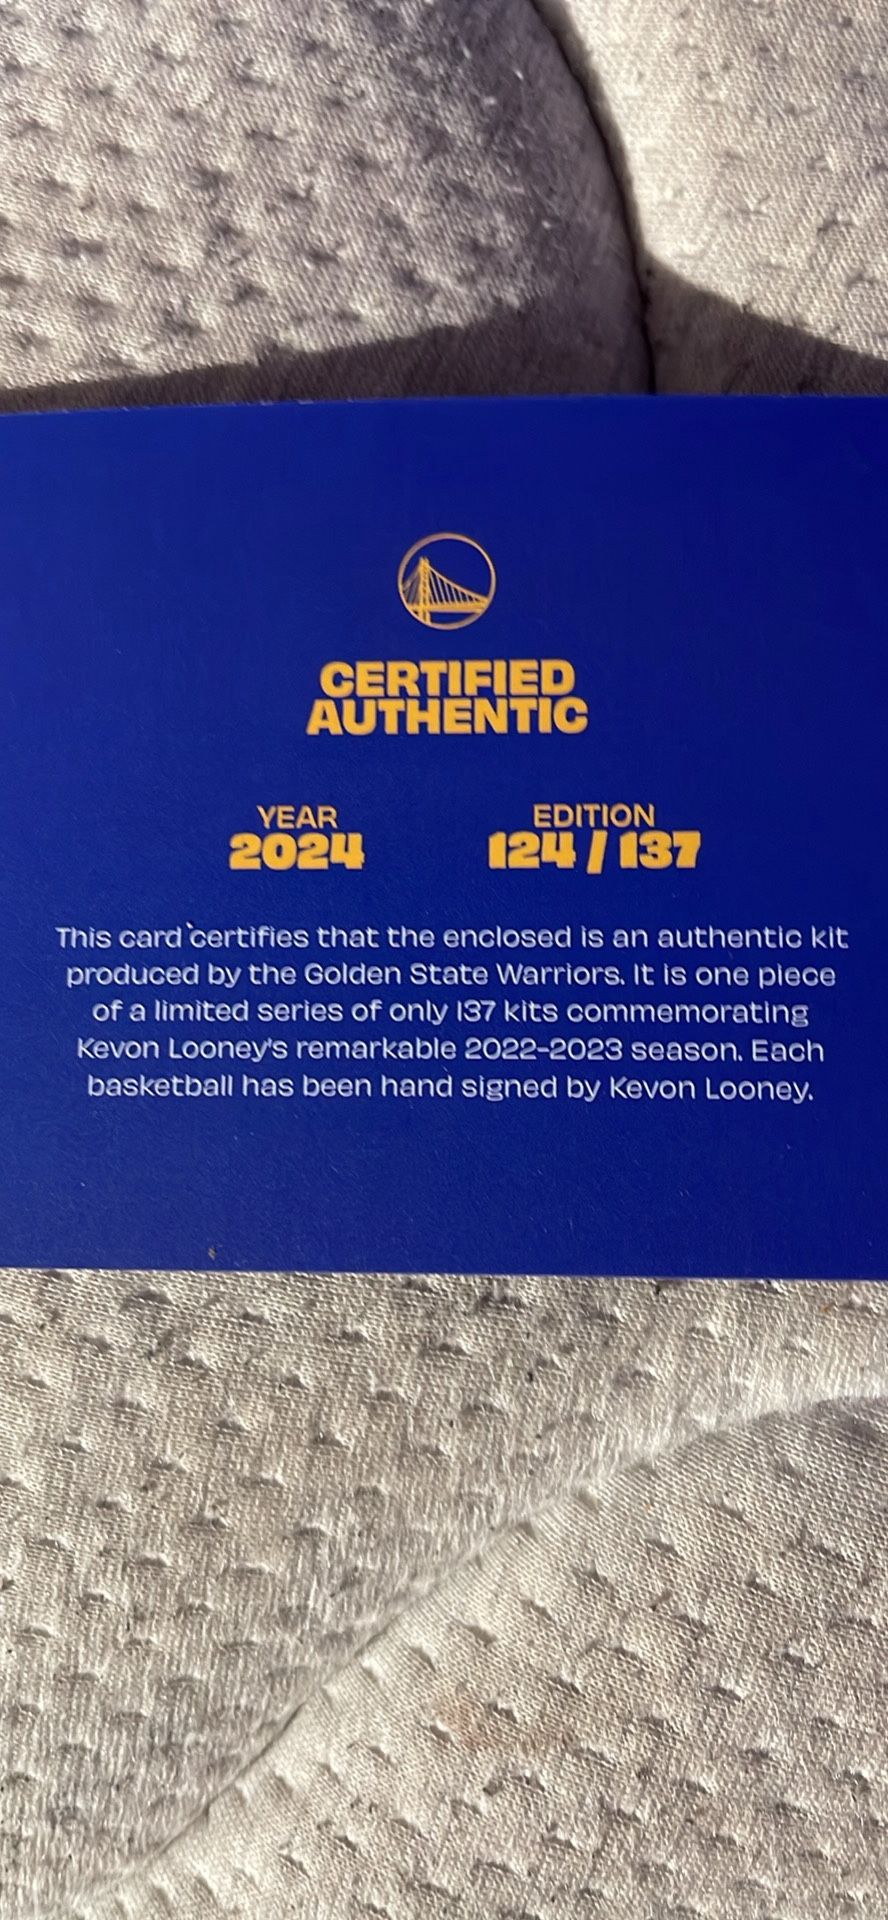 CERTIFIED
AUTHENTIC
YEAR
2024
EDITION
124 / 137
This card certifies that the enclosed is an authentic kit
produced by the Golden State Warriors. It is one piece
of a limited series of only 137 kits commemorating
Kevon Looney's remarkable 2022-2023 season. Each
basketball has been hand signed by Kevon Looney.